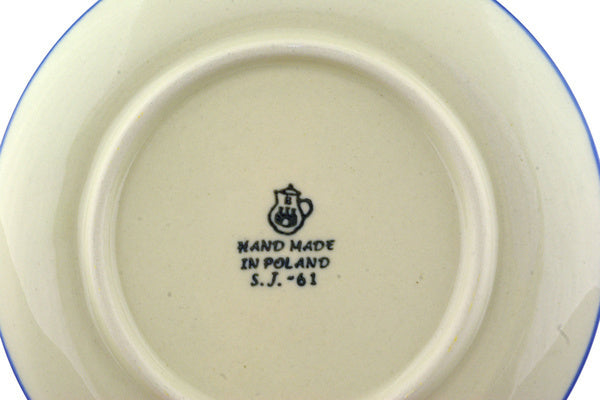 B
HAND MADE
IN POLAND
S.J.-61